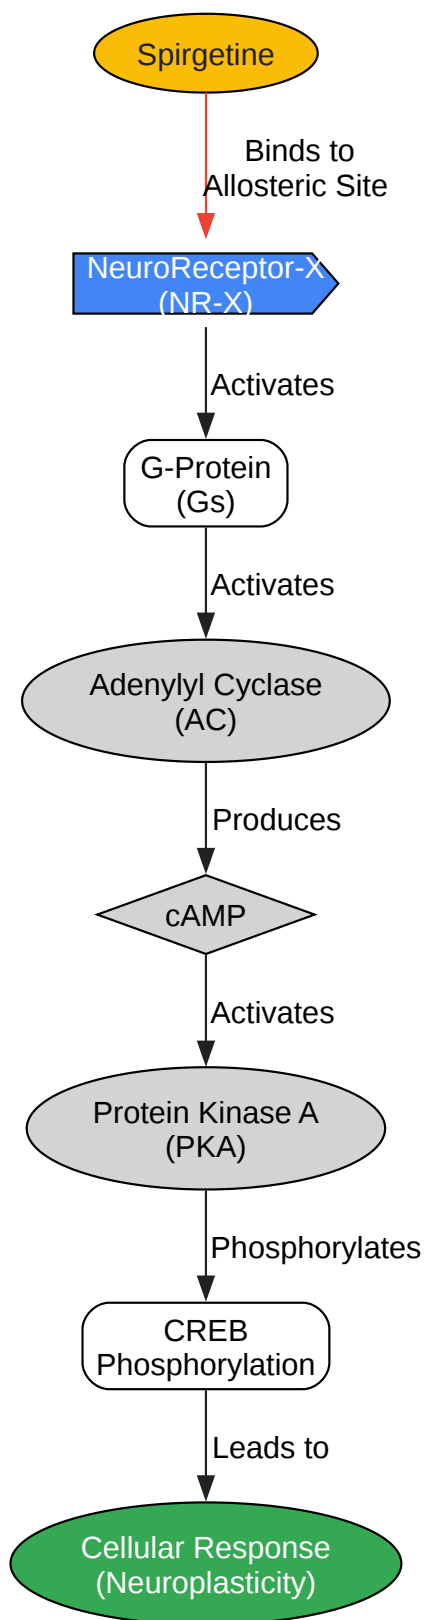 Spirgetine
Binds to
Allosteric Site
NeuroReceptor-X
(NR-X)
Activates
G-Protein
(Gs)
Activates
Adenylyl Cyclase
(AC)
Produces
cAMP
Activates
Protein Kinase A
(PKA)
Phosphorylates
CREB
Phosphorylation
Leads to
Cellular Response
(Neuroplasticity)